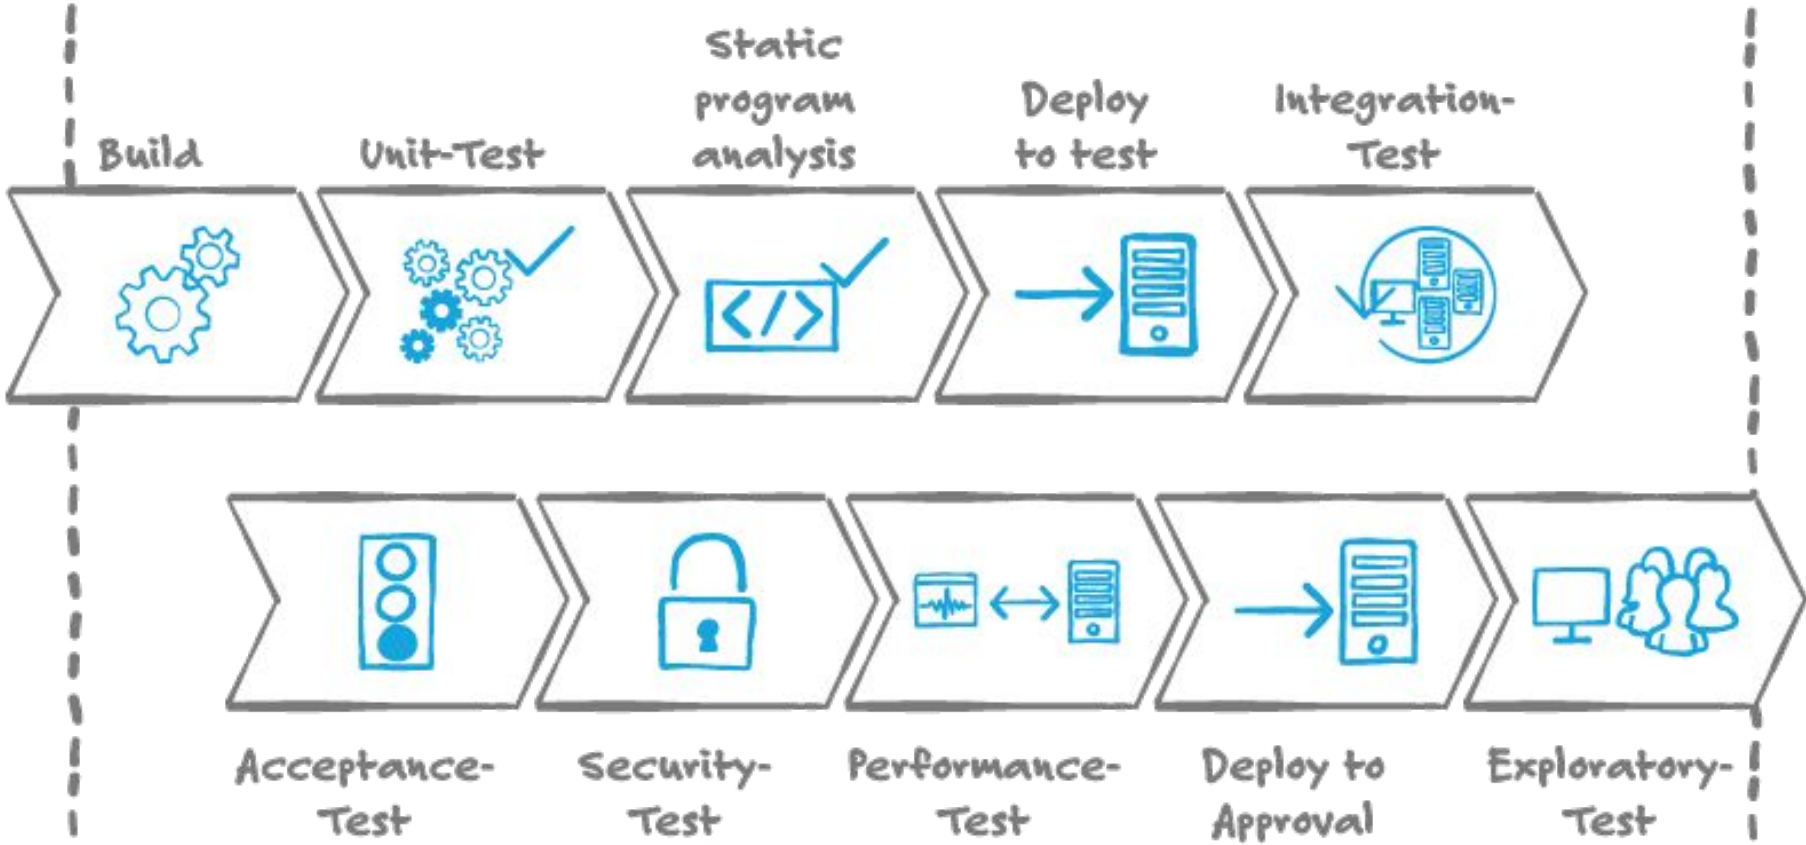 Build
Unit-Test
Static
program
analysis
Deploy
to test
Integration-
Test
</>
Acceptance-
Test
Security-
Test
Performance-
Test
Deploy to
Approval
Exploratory-
Test